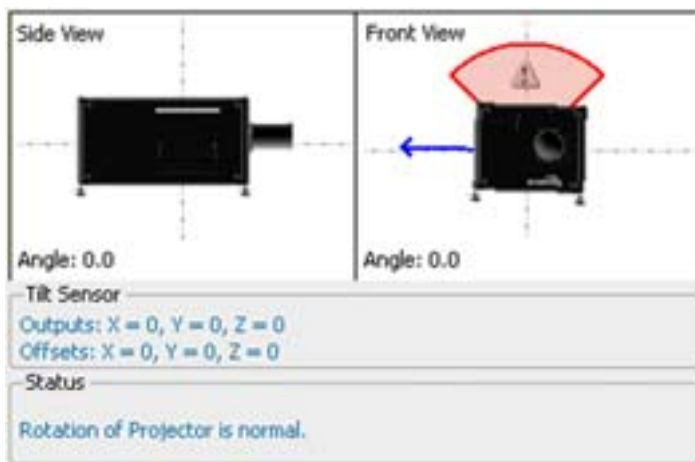 Side View
Front View
Angle: 0.0
Angle: 0.0
Tilt Sensor
Outputs: X = 0, Y = 0, Z = 0
Offsets: X = 0, Y = 0, Z = 0
Status
Rotation of Projector is normal.